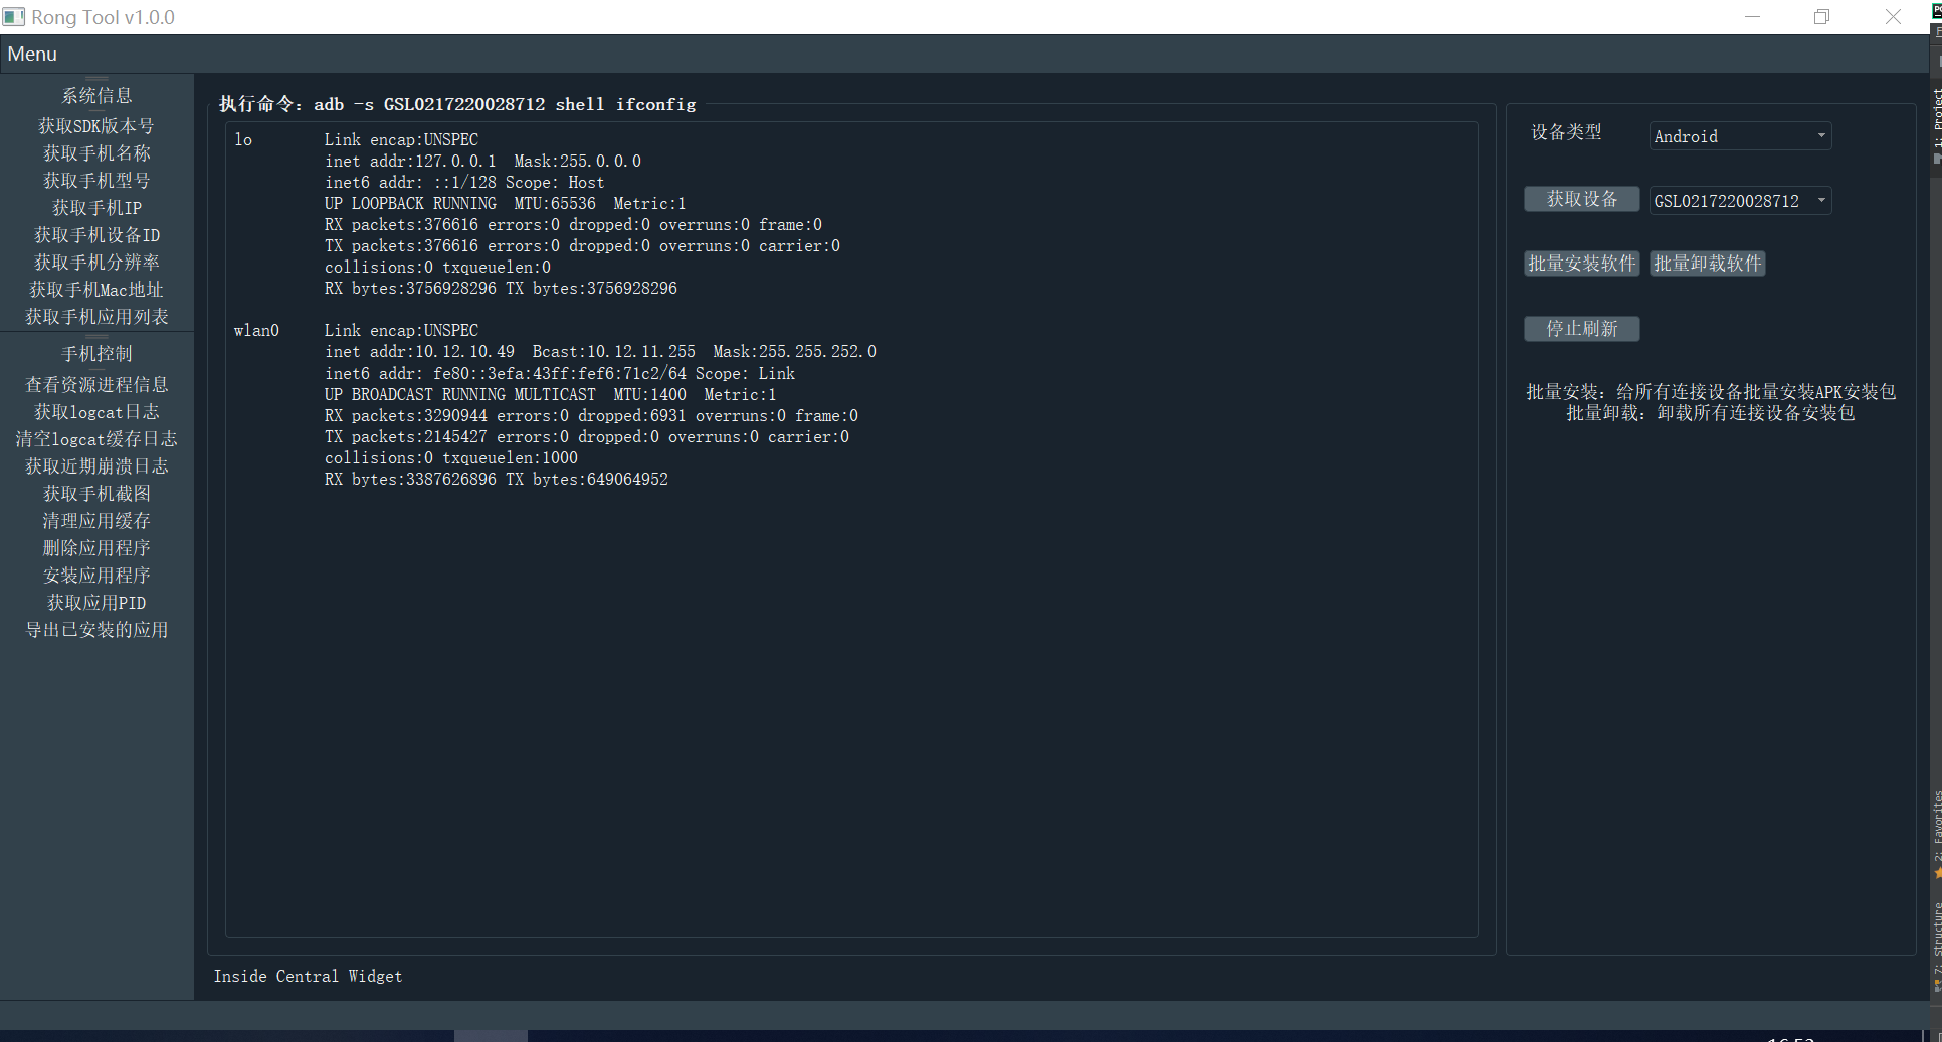 Rong Tool v1.0.0
Menu
系统信息
获取SDK版本号
获取手机名称
获取手机型号
获取手机IP
获取手机设备ID
获取手机分辨率
获取手机Mac地址
获取手机应用列表
手机控制
查看资源进程信息
获取logcat日志
清空logcat缓存日志
获取近期崩溃日志
获取手机截图
清理应用缓存
删除应用程序
安装应用程序
获取应用PID
导出已安装的应用
执行命令：adb -s GSL0217220028712 shell ifconfig
lo Link encap:UNSPEC
inet addr:127.0.0.1 Mask:255.0.0.0
inet6 addr: ::1/128 Scope: Host
UP LOOPBACK RUNNING MTU:65536 Metric:1
RX packets:376616 errors:0 dropped:0 overruns:0 frame:0
TX packets:376616 errors:0 dropped:0 overruns:0 carrier:0
collisions:0 txqueuelen:0
RX bytes:3756928296 TX bytes:3756928296
wlan0 Link encap:UNSPEC
inet addr:10.12.10.49 Bcast:10.12.11.255 Mask:255.255.252.0
inet6 addr: fe80::3efa:43ff:fef6:71c2/64 Scope: Link
UP BROADCAST RUNNING MULTICAST MTU:1400 Metric:1
RX packets:3290944 errors:0 dropped:6931 overruns:0 frame:0
TX packets:2145427 errors:0 dropped:0 overruns:0 carrier:0
collisions:0 txqueuelen:1000
RX bytes:3387626896 TX bytes:649064952
Inside Central Widget
设备类型 Android
获取设备 GSL0217220028712
批量安装软件 批量卸载软件
停止刷新
批量安装：给所有连接设备批量安装APK安装包
批量卸载：卸载所有连接设备安装包
1: Project
2: Favorites
7: Structure